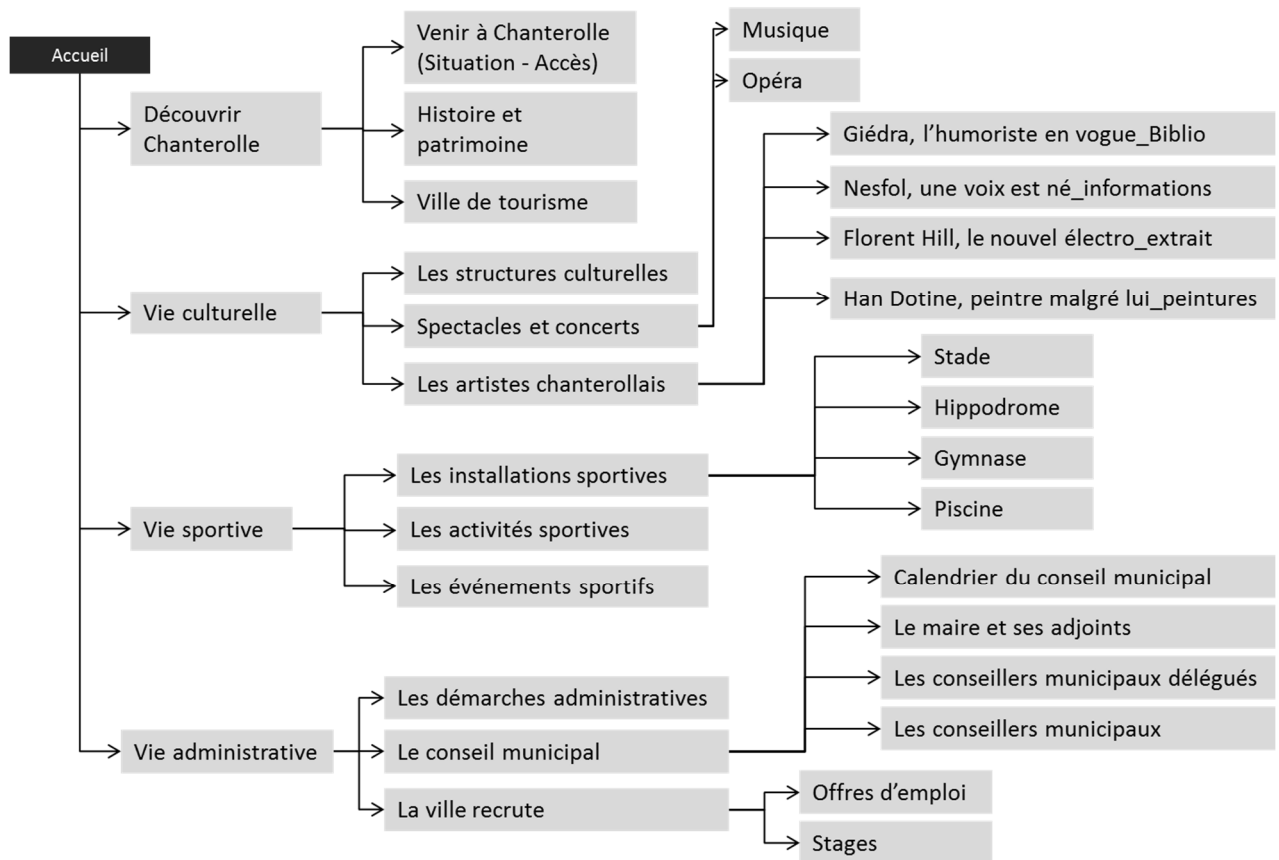 Accueil
Découvrir
Chanterolle
Venir à Chanterolle
(Situation - Accès)
Histoire et
patrimoine
Ville de tourisme
Vie culturelle
Les structures culturelles
Spectacles et concerts
Musique
Opéra
Les artistes chanterollais
Giédra, l’humoriste en vogue_Biblio
Nesfol, une voix est né_informations
Florent Hill, le nouvel électro_extrait
Han Dotine, peintre malgré lui_peintures
Vie sportive
Les installations sportives
Stade
Hippodrome
Gymnase
Piscine
Les activités sportives
Les événements sportifs
Vie administrative
Les démarches administratives
Le conseil municipal
Calendrier du conseil municipal
Le maire et ses adjoints
Les conseillers municipaux délégués
Les conseillers municipaux
La ville recrute
Offres d’emploi
Stages